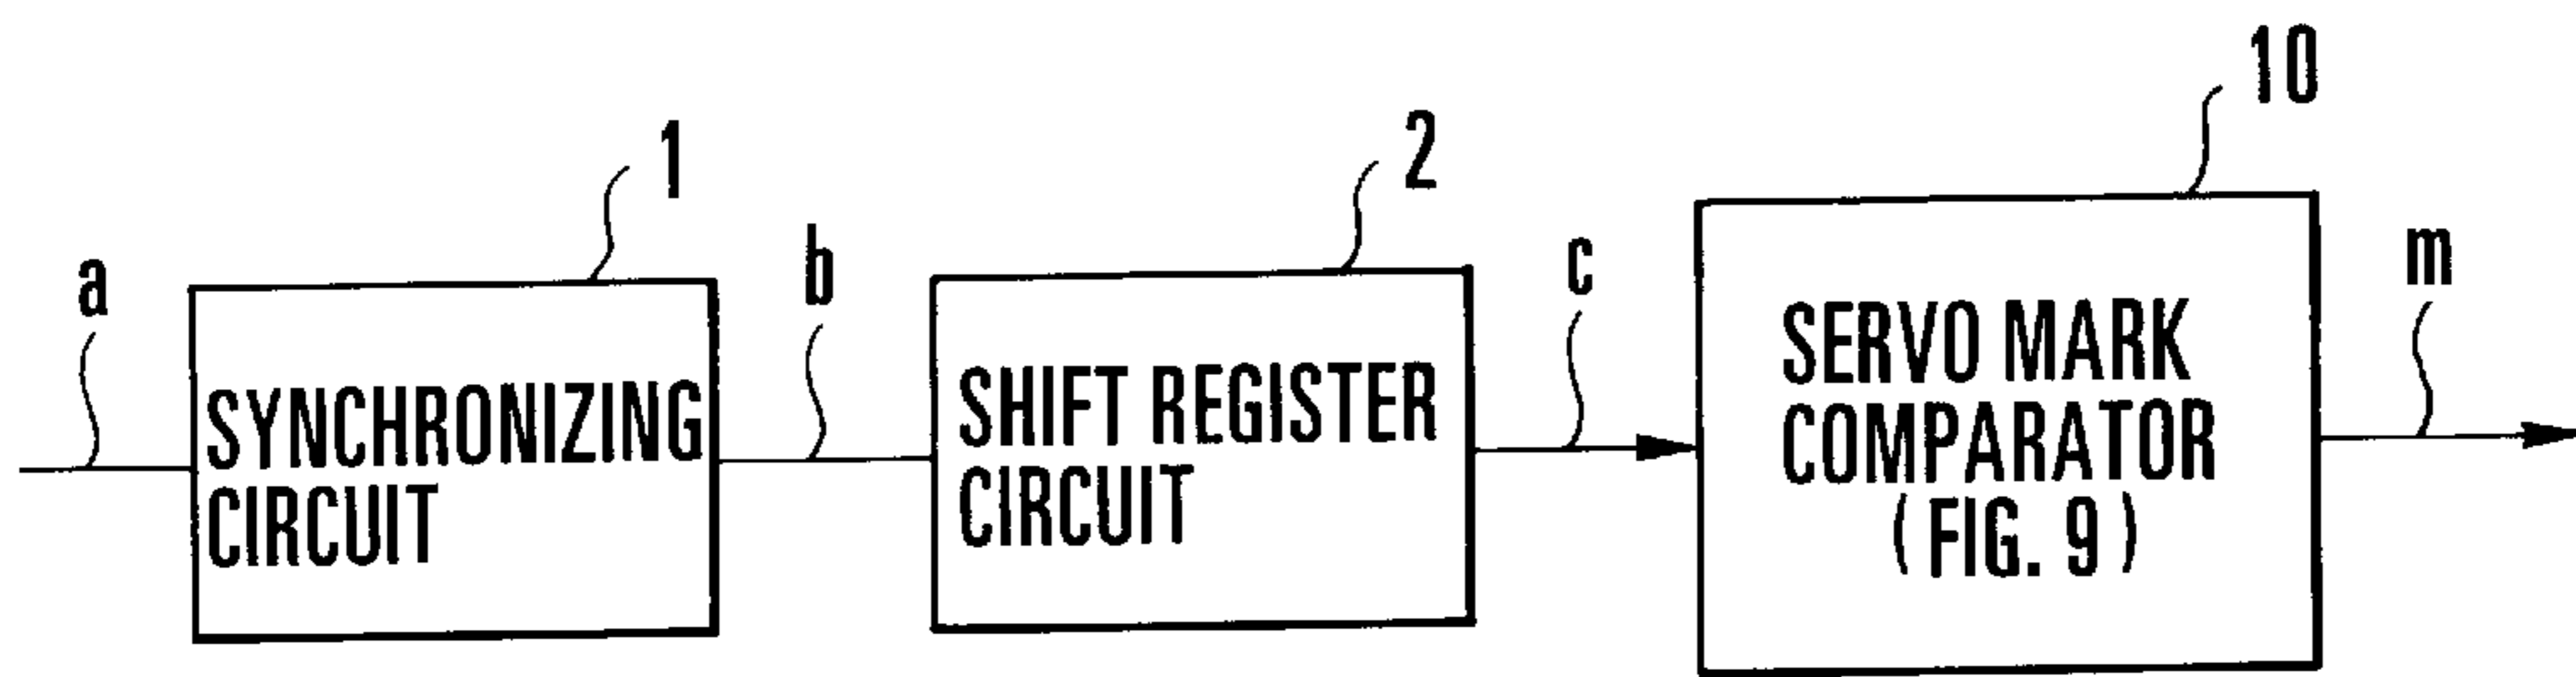 1
2
10
a
b
c
m
SYNCHRONIZING
CIRCUIT
SHIFT REGISTER
CIRCUIT
SERVO MARK
COMPARATOR
(FIG. 9)